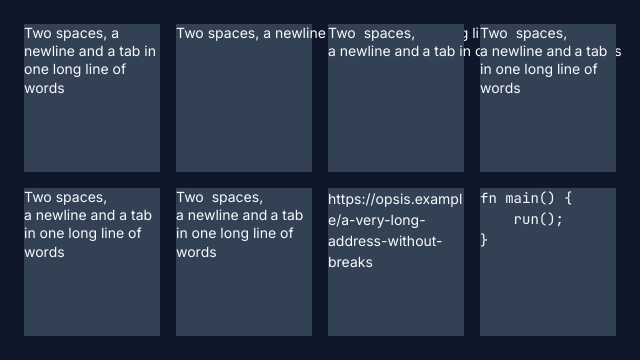 Two spaces, a
newline and a tab in
one long line of
words
Two spaces, a newline
Two  spaces,
a newline and a tab in
Two  spaces,
a newline and a tab
in one long line of
words
Two spaces,
a newline and a tab
in one long line of
words
Two  spaces,
a newline and a tab
in one long line of
words
https://opsis.exampl
e/a-very-long-
address-without-
breaks
fn main() {
    run();
}